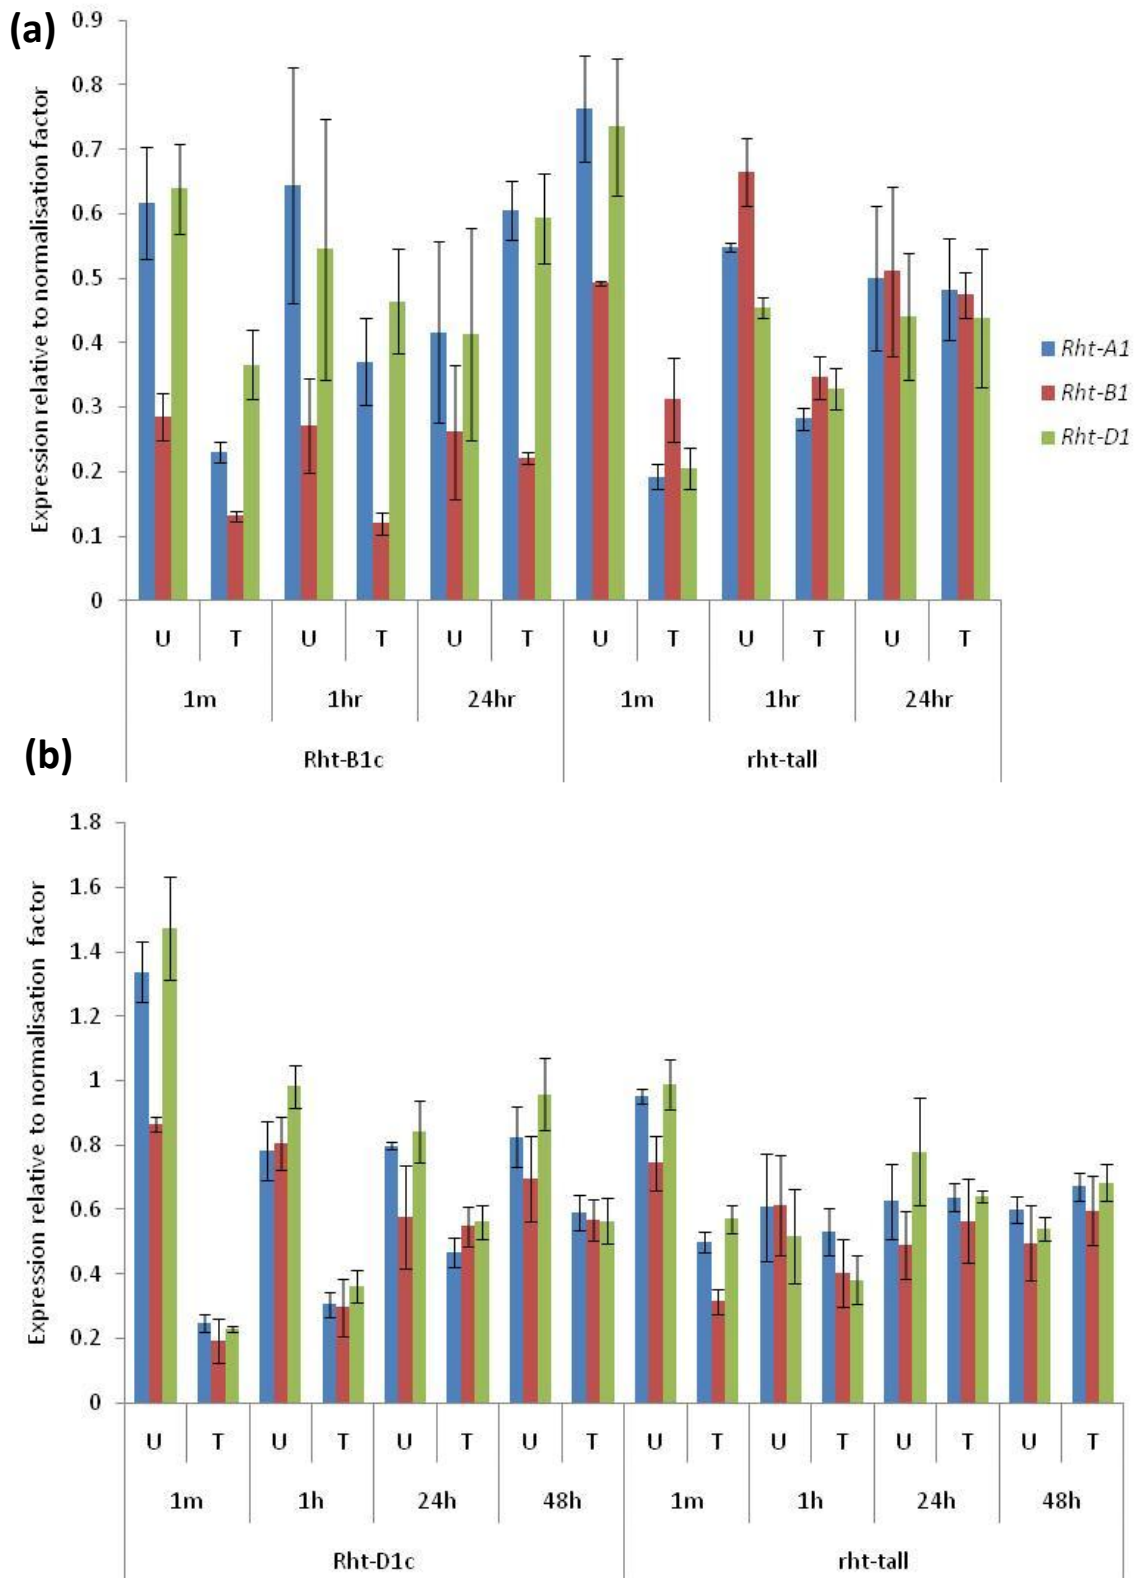 (a)
Expression relative to normalisation factor
0.9
0.8
0.7
0.6
0.5
0.4
0.3
0.2
0.1
0
Rht-A1
Rht-B1
Rht-D1
U T U T U T U T U T U T
1m 1hr 24hr 1m 1hr 24hr
Rht-B1c rht-tall
(b)
Expression relative to normalisation factor
1.8
1.6
1.4
1.2
1
0.8
0.6
0.4
0.2
0
U T U T U T U T U T U T U T U T
1m 1h 24h 48h 1m 1h 24h 48h
Rht-D1c rht-tall